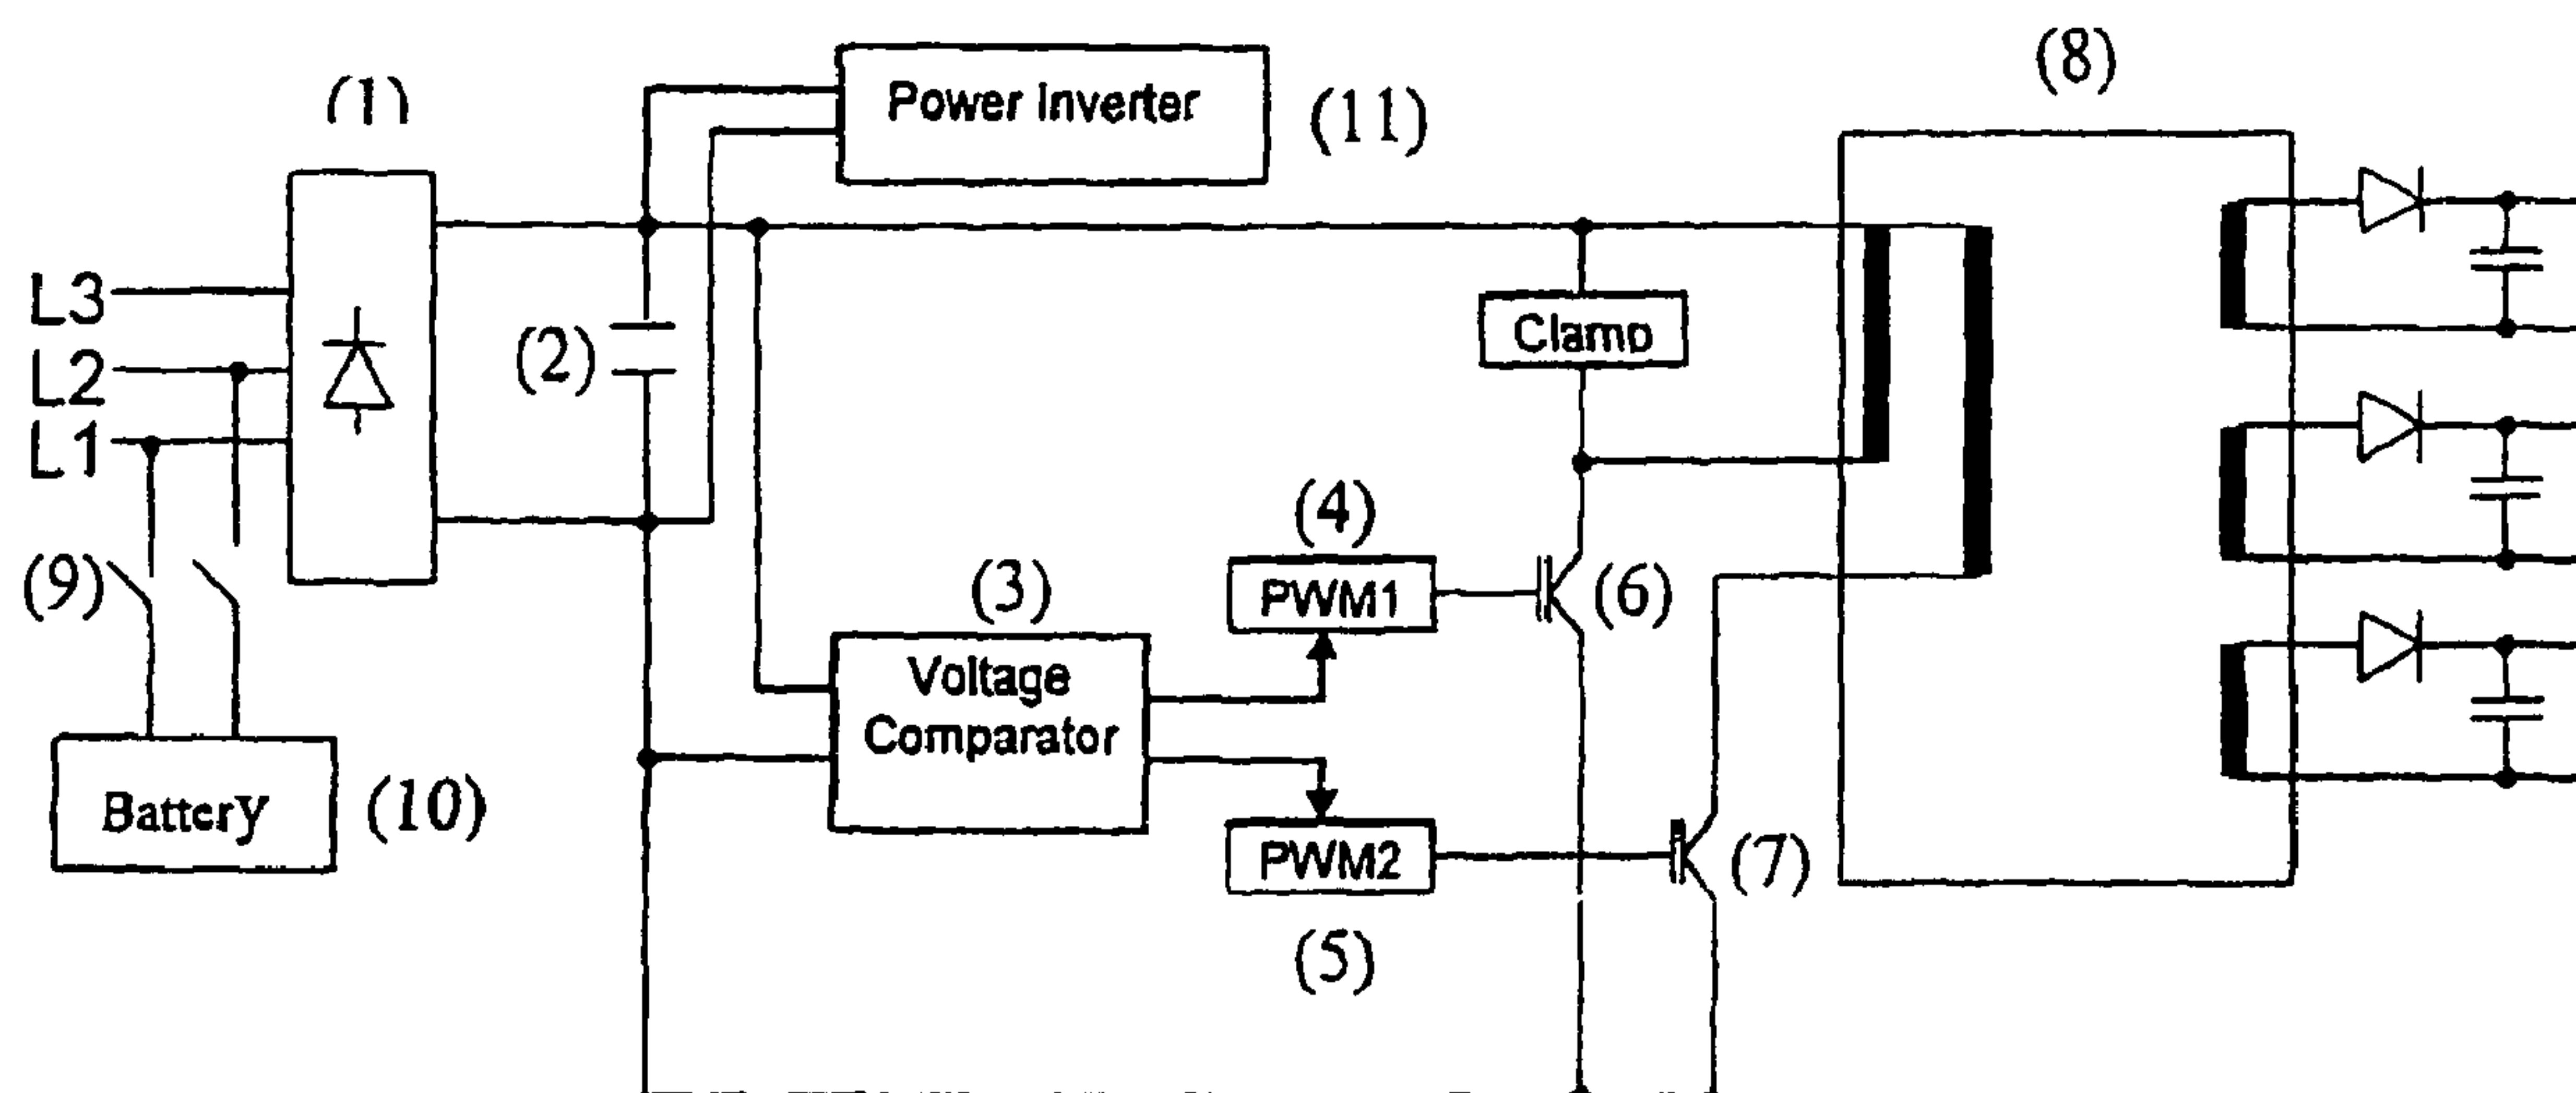 (1)
Power Inverter
(11)
(8)
L3
L2
L1
(2)
Clamp
(9)
(3)
(4)
PWM1
(6)
Voltage
Comparator
Battery
(10)
PWM2
(7)
(5)